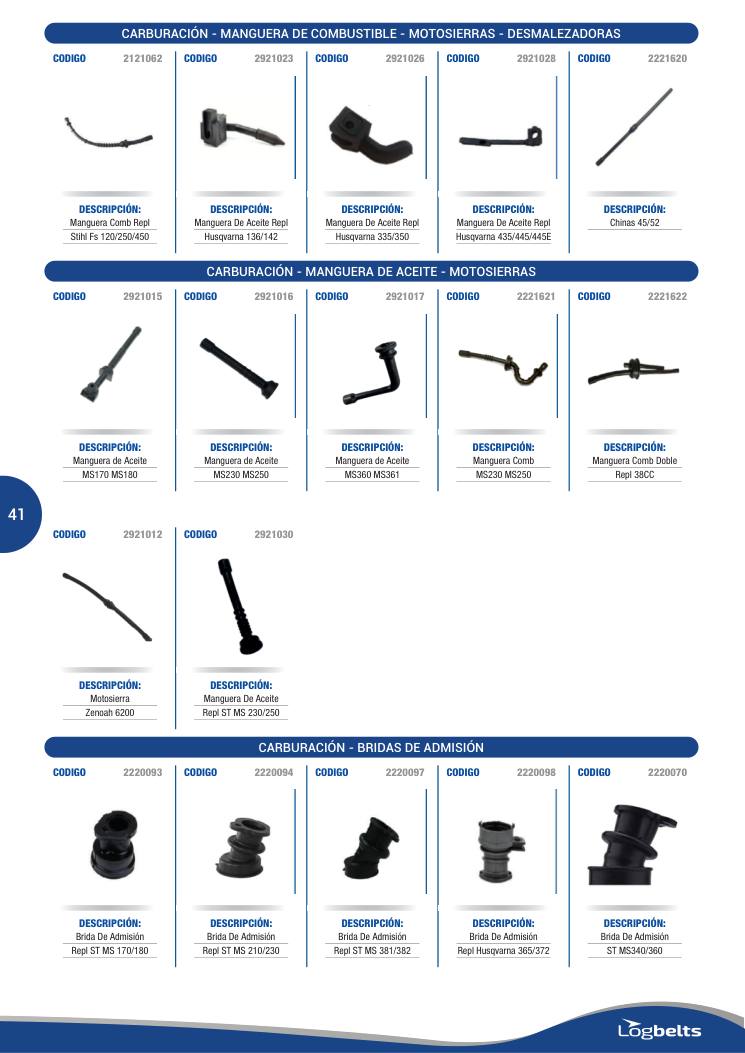 CARBURACIÓN - MANGUERA DE COMBUSTIBLE - MOTOSIERRAS - DESMALEZADORAS
CODIGO 2121062
DESCRIPCIÓN:
Manguera Comb Repl
Stihl Fs 120/250/450
CODIGO 2921023
DESCRIPCIÓN:
Manguera De Aceite Repl
Husqvarna 136/142
CODIGO 2921026
DESCRIPCIÓN:
Manguera De Aceite Repl
Husqvarna 335/350
CODIGO 2921028
DESCRIPCIÓN:
Manguera De Aceite Repl
Husqvarna 435/445/445E
CODIGO 2221620
DESCRIPCIÓN:
Chinas 45/52
CARBURACIÓN - MANGUERA DE ACEITE - MOTOSIERRAS
CODIGO 2921015
DESCRIPCIÓN:
Manguera de Aceite
MS170 MS180
CODIGO 2921016
DESCRIPCIÓN:
Manguera de Aceite
MS230 MS250
CODIGO 2921017
DESCRIPCIÓN:
Manguera de Aceite
MS360 MS361
CODIGO 2221621
DESCRIPCIÓN:
Manguera Comb
MS230 MS250
CODIGO 2221622
DESCRIPCIÓN:
Manguera Comb Doble
Repl 38CC
41
CODIGO 2921012
DESCRIPCIÓN:
Motosierra
Zenoah 6200
CODIGO 2921030
DESCRIPCIÓN:
Manguera De Aceite
Repl ST MS 230/250
CARBURACIÓN - BRIDAS DE ADMISIÓN
CODIGO 2220093
DESCRIPCIÓN:
Brida De Admisión
Repl ST MS 170/180
CODIGO 2220094
DESCRIPCIÓN:
Brida De Admisión
Repl ST MS 210/230
CODIGO 2220097
DESCRIPCIÓN:
Brida De Admisión
Repl ST MS 381/382
CODIGO 2220098
DESCRIPCIÓN:
Brida De Admisión
Repl Husqvarna 365/372
CODIGO 2220070
DESCRIPCIÓN:
Brida De Admisión
ST MS340/360
Logbelts